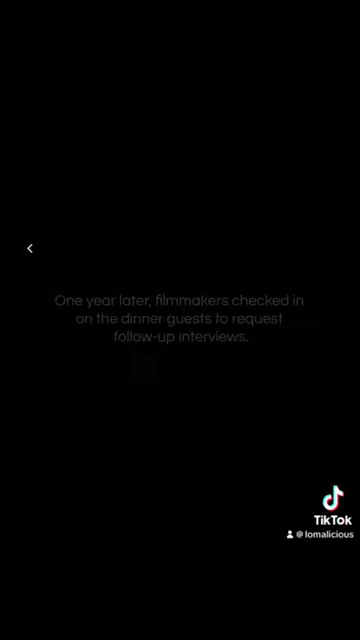 One year later, filmmakers checked in
on the dinner guests to request
follow-up interviews.
TikTok
@ lomalicious